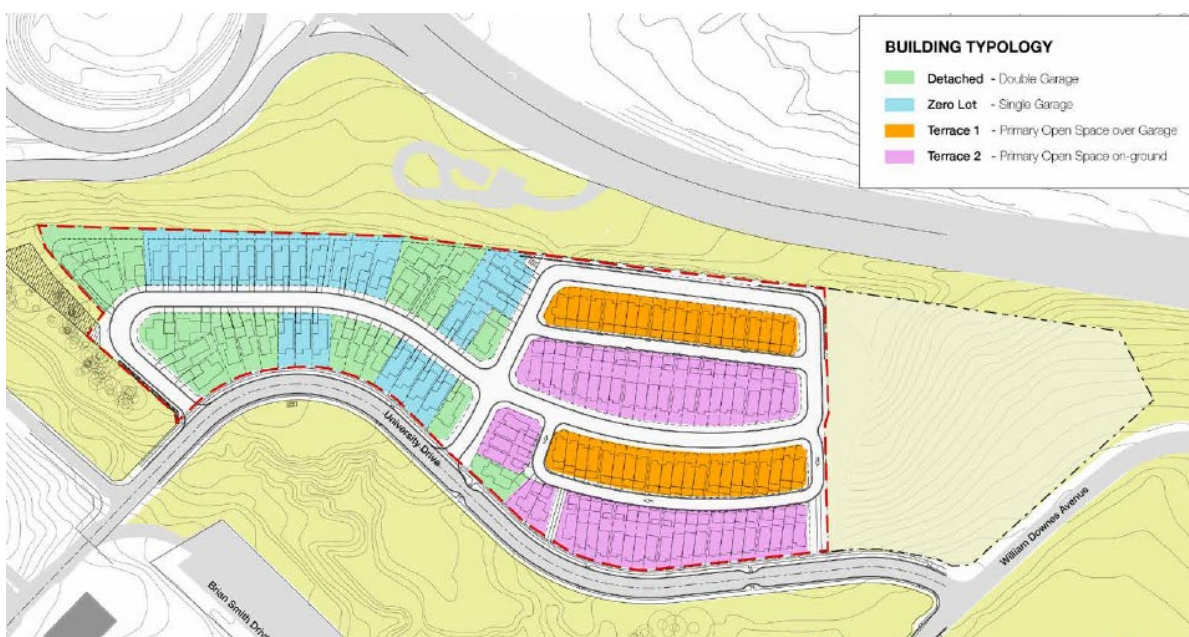 BUILDING TYPOLOGY
Detached - Double Garage
Zero Lot - Single Garage
Terrace 1 - Primary Open Space over Garage
Terrace 2 - Primary Open Space on-ground
University Drive
William Downes Avenue
Brian Smith Drive